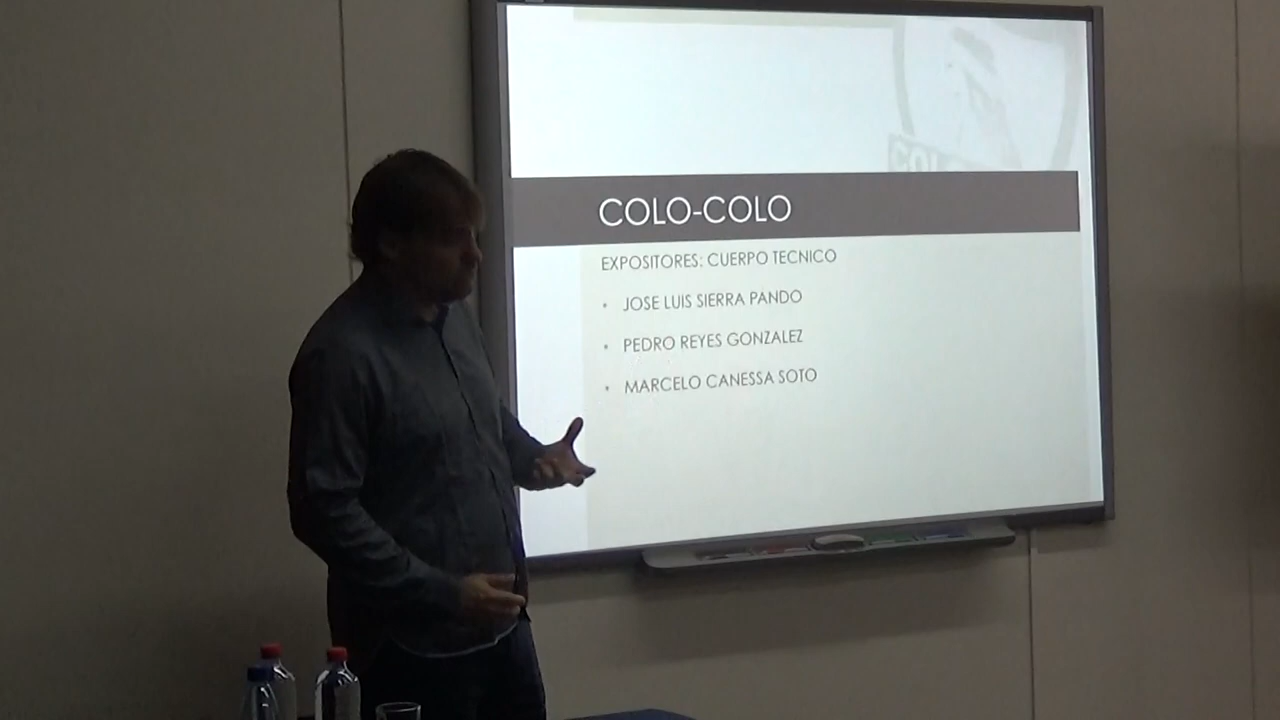 COLO-COLO
EXPOSITORES: CUERPO TECNICO
• JOSE LUIS SIERRA PANDO
• PEDRO REYES GONZALEZ
• MARCELO CANESSA SOTO